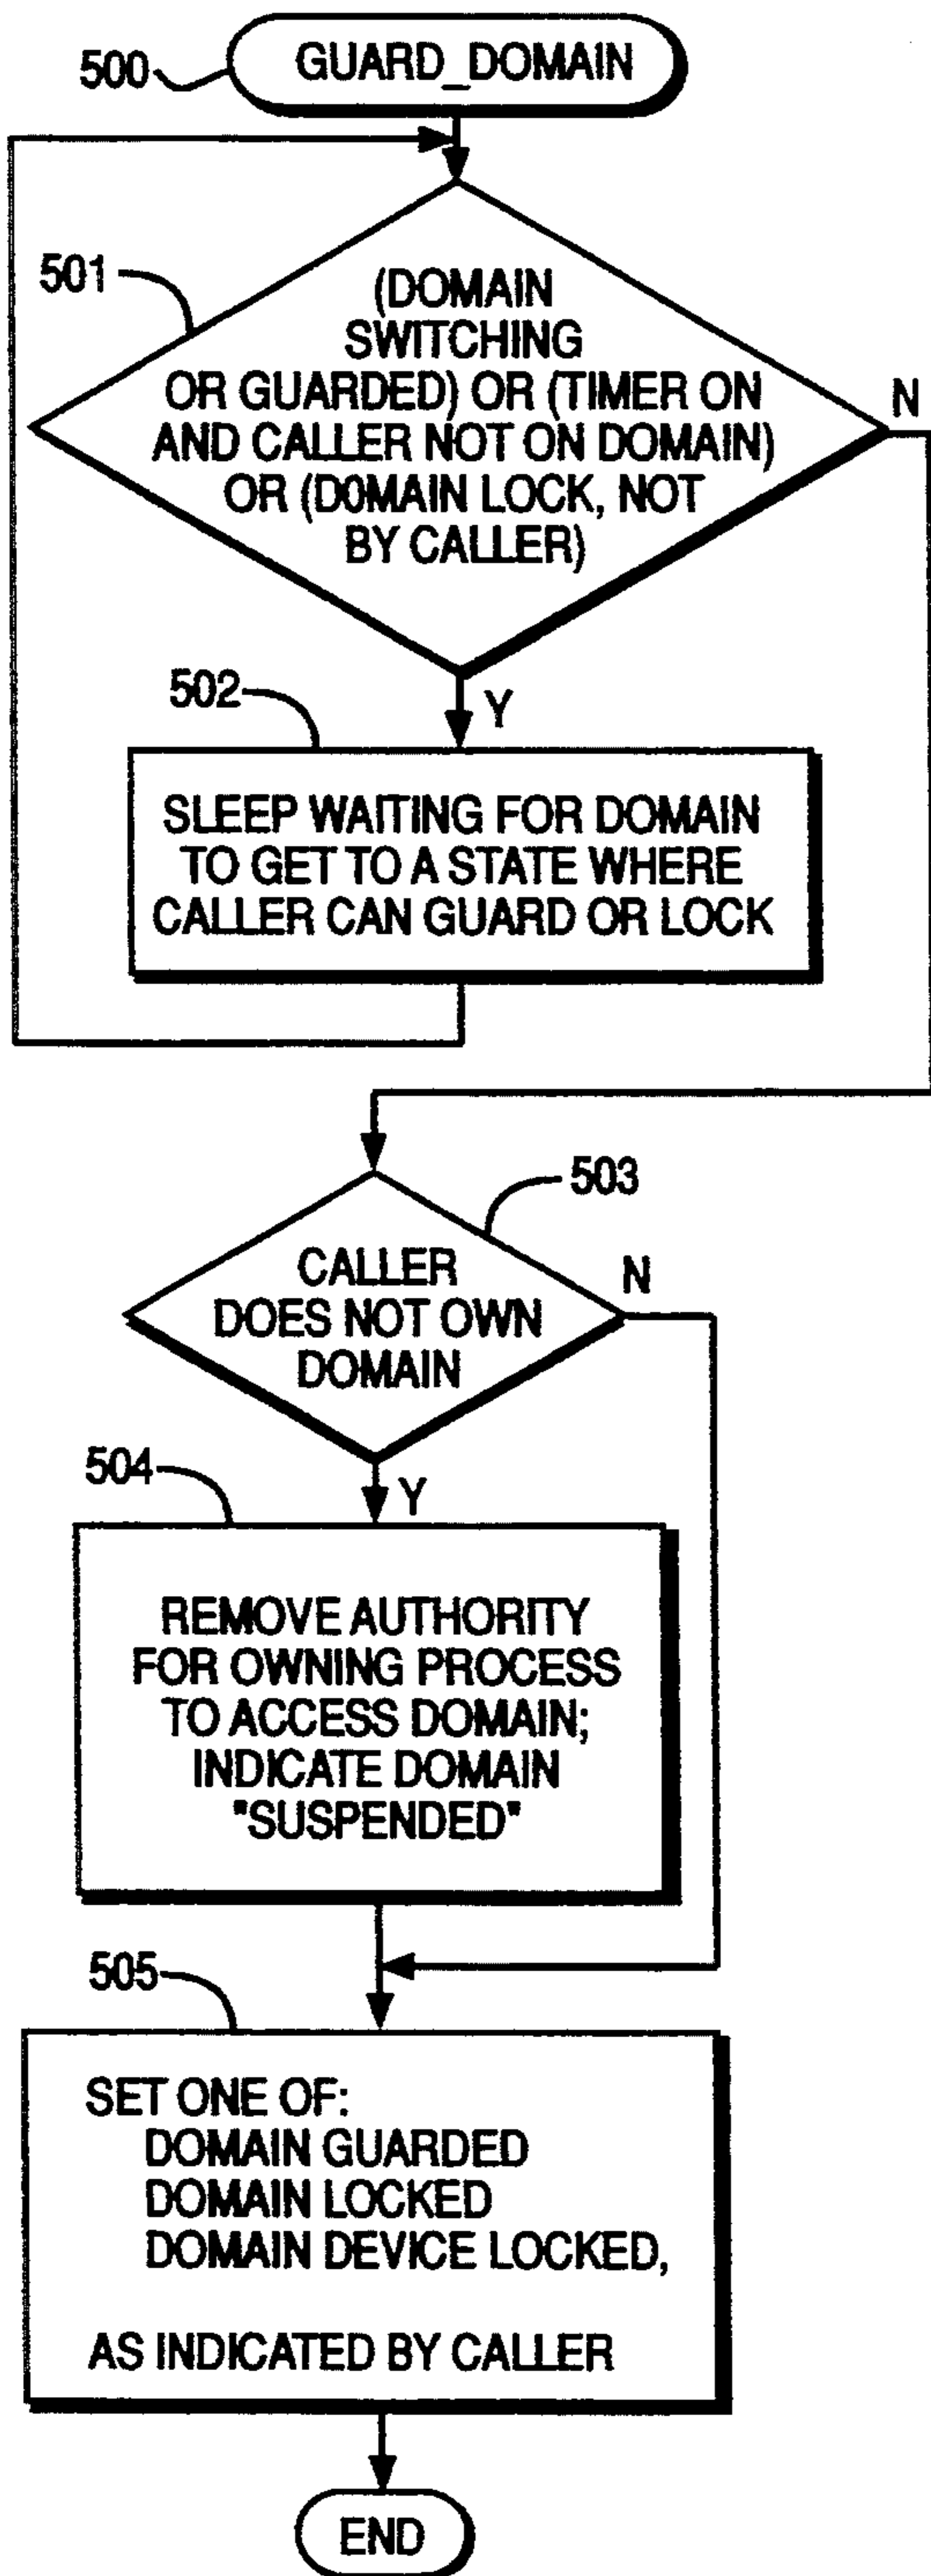 500
GUARD_DOMAIN
501
(DOMAIN
SWITCHING
OR GUARDED) OR (TIMER ON
AND CALLER NOT ON DOMAIN)
OR (D0MAIN LOCK, NOT
BY CALLER)
N
Y
502
SLEEP WAITING FOR DOMAIN
TO GET TO A STATE WHERE
CALLER CAN GUARD OR LOCK
503
CALLER
DOES NOT OWN
DOMAIN
N
Y
504
REMOVE AUTHORITY
FOR OWNING PROCESS
TO ACCESS DOMAIN;
INDICATE DOMAIN
"SUSPENDED"
505
SET ONE OF:
DOMAIN GUARDED
DOMAIN LOCKED
DOMAIN DEVICE LOCKED,
AS INDICATED BY CALLER
END